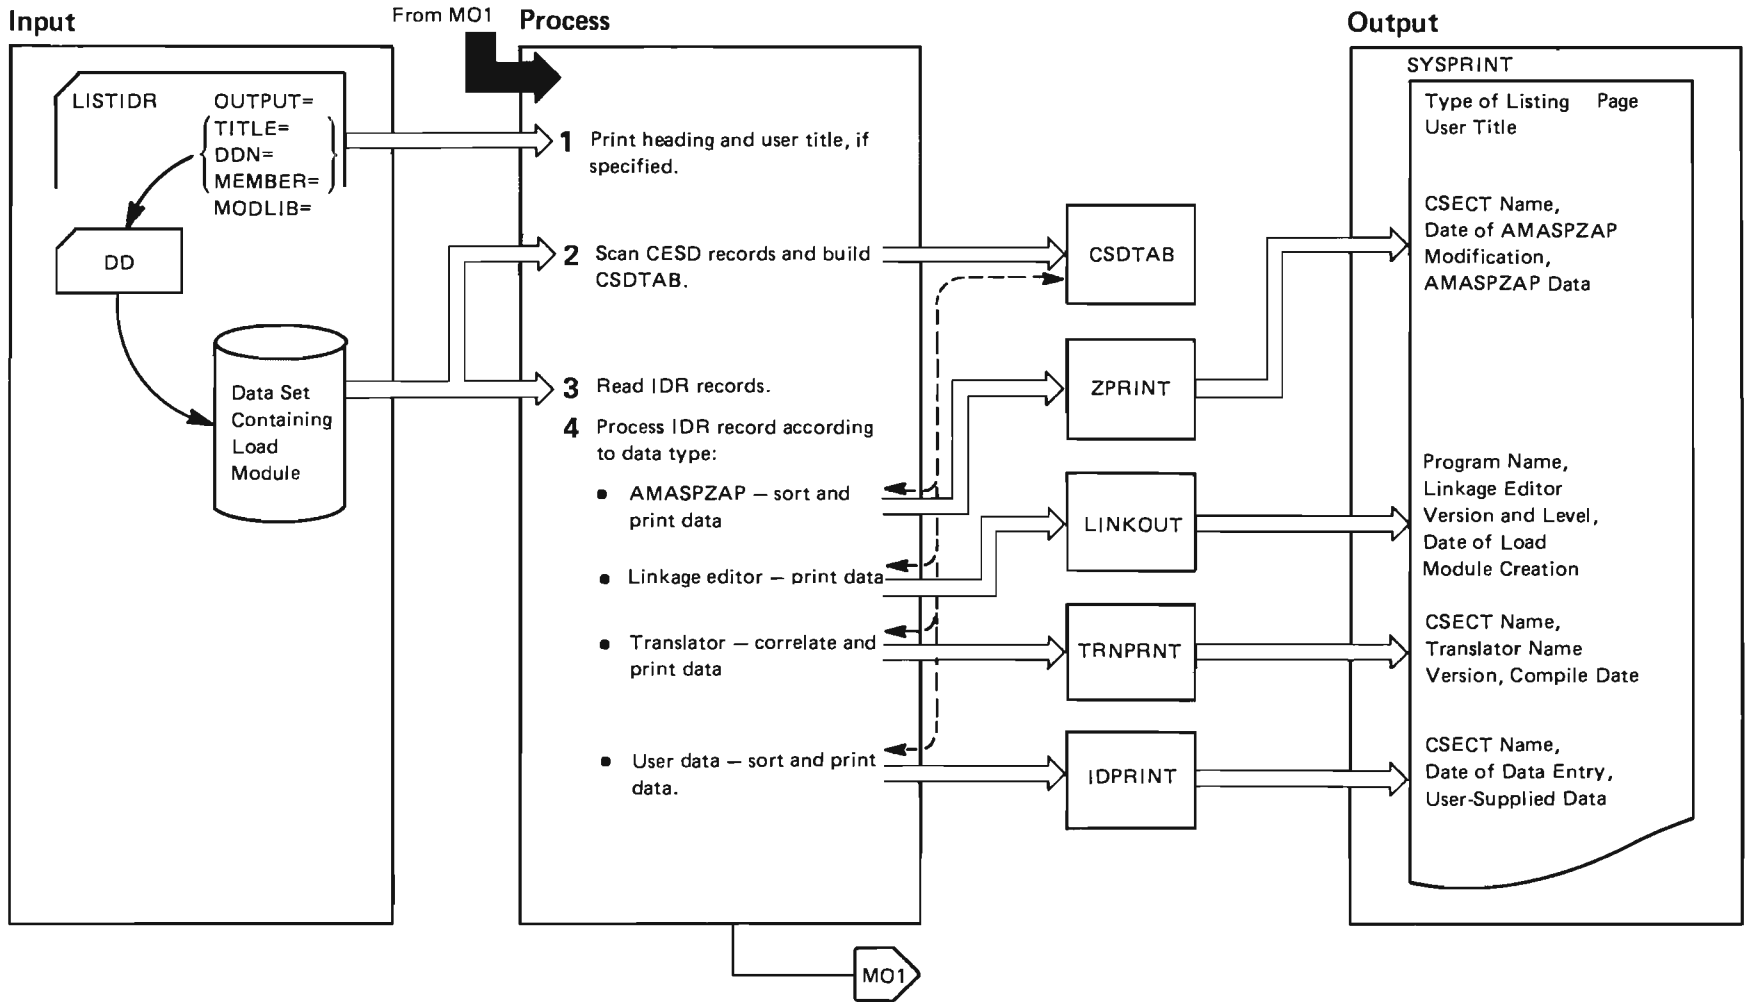 Input
From MO1
Process
Output
LISTIDR
OUTPUT=
TITLE=
DDN=
MEMBER=
MODLIB=
DD
Data Set
Containing
Load
Module
1 Print heading and user title, if
specified.
2 Scan CESD records and build
CSDTAB.
3 Read IDR records.
4 Process IDR record according
to data type:
• AMASPZAP — sort and
print data
• Linkage editor — print data
• Translator — correlate and
print data
• User data — sort and print
data.
MO1
CSDTAB
ZPRINT
LINKOUT
TRNPRNT
IDPRINT
SYSPRINT
Type of Listing Page
User Title
CSECT Name,
Date of AMASPZAP
Modification,
AMASPZAP Data
Program Name,
Linkage Editor
Version and Level,
Date of Load
Module Creation
CSECT Name,
Translator Name
Version, Compile Date
CSECT Name,
Date of Data Entry,
User-Supplied Data